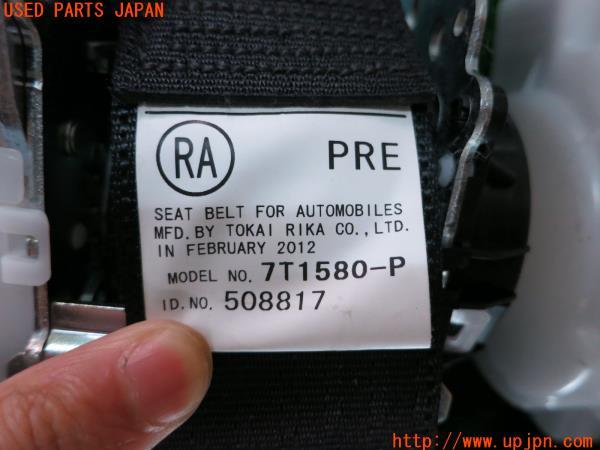 USED PARTS JAPAN
RA
PRE
SEAT BELT FOR AUTOMOBILES
MFD.BY TOKAI RIKA CO.,LTD.
IN FEBRUARY 2012
MODEL NO. 7T1580-P
ID.NO. 508817
http://www.upjpn.com/